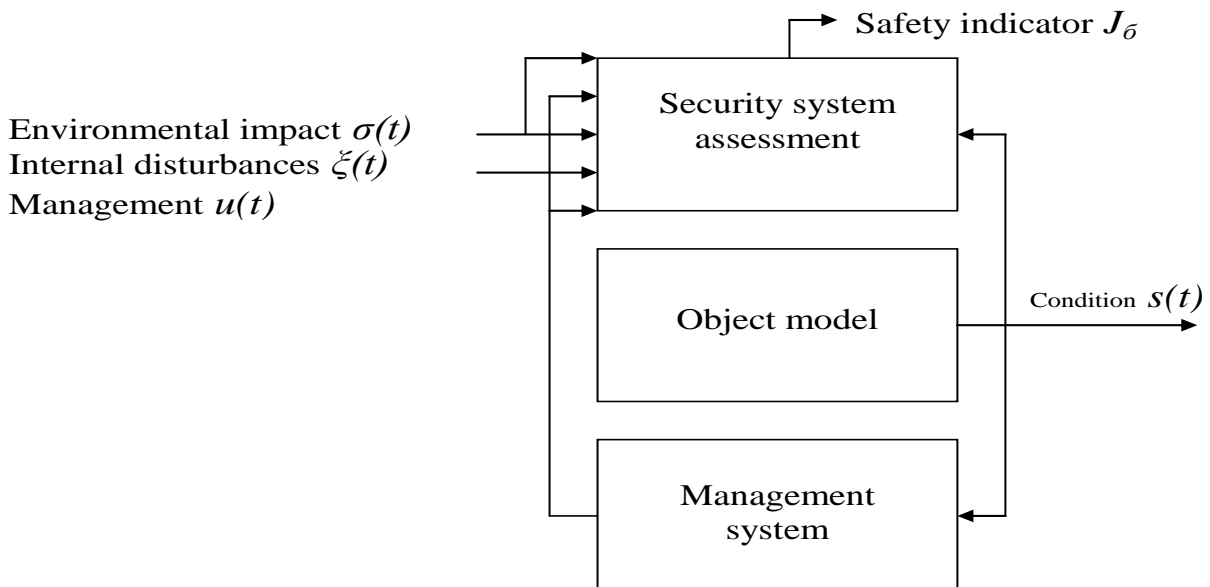 Safety indicator J_б
Security system
assessment
Environmental impact σ(t)
Internal disturbances ξ(t)
Management u(t)
Object model
Condition s(t)
Management
system